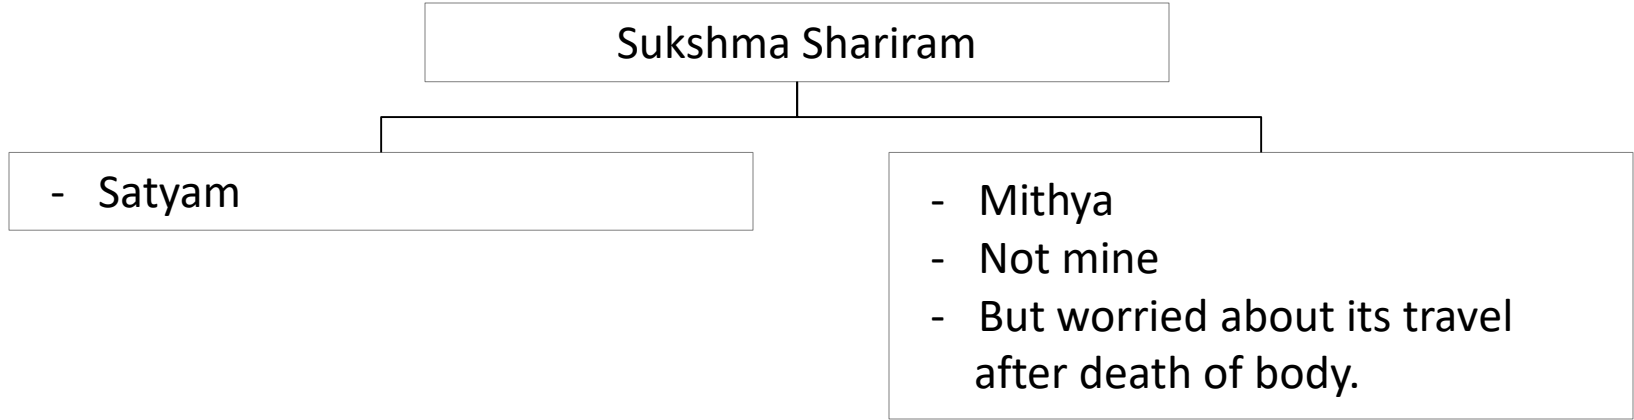 Sukshma Shariram
- Satyam
- Mithya
- Not mine
- But worried about its travel
after death of body.